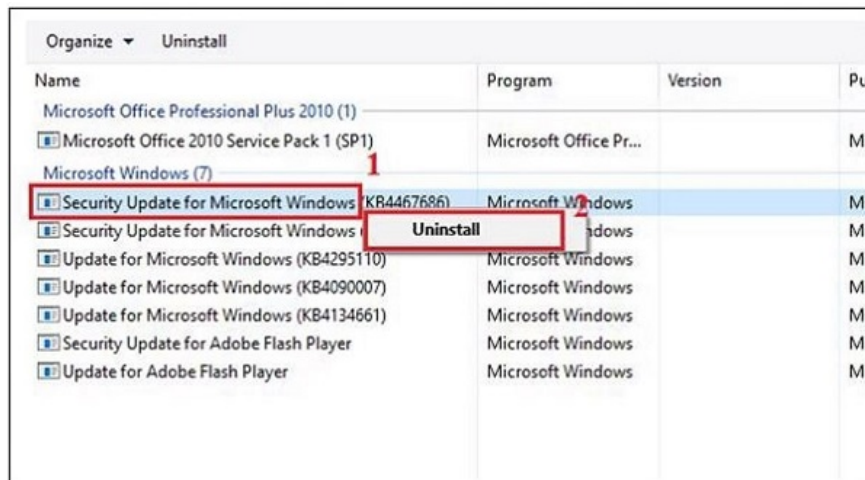 Organize Uninstall
Name Program Version Pu
Microsoft Office Professional Plus 2010 (1)
Microsoft Office 2010 Service Pack 1 (SP1) Microsoft Office Pr... M
Microsoft Windows (7) 1
Security Update for Microsoft Windows (KB4467686) Microsoft Windows 2 M
Security Update for Microsoft Windows ( Uninstall ndows M
Update for Microsoft Windows (KB4295110) Microsoft Windows M
Update for Microsoft Windows (KB4090007) Microsoft Windows M
Update for Microsoft Windows (KB4134661) Microsoft Windows M
Security Update for Adobe Flash Player Microsoft Windows M
Update for Adobe Flash Player Microsoft Windows M